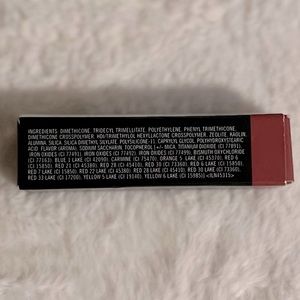 INGREDIENTS: DIMETHICONE, TRIDECYL TRIMELLITATE, POLYETHYLENE, PHENYL TRIMETHICONE,
DIMETHICONE CROSSPOLYMER, HDI/TRIMETHYLOL HEXYLLACTONE CROSSPOLYMER, ZEOLITE, KAOLIN,
ALUMINA, SILICA, SILICA DIMETHYL SILYLATE, POLYSILICONE-11, CAPRYLYL GLYCOL, POLYHYDROXYSTEARIC
ACID, FLAVOR (AROMA), SODIUM SACCHARIN, TOCOPHEROL [+/- MICA, TITANIUM DIOXIDE (CI 77891),
IRON OXIDES (CI 77491), IRON OXIDES (CI 77499), BISMUTH OXYCHLORIDE
(CI 77163), BLUE 1 LAKE (CI 42090), CARMINE (CI 75470), ORANGE 5 LAKE (CI 45370), RED 6
(CI 15850), RED 21 (CI 45380), RED 28 (CI 45410), RED 30 (CI 73360), RED 6 LAKE (CI 15850),
RED 7 LAKE (CI 15850), RED 22 LAKE (CI 45380), RED 28 LAKE (CI 45410), RED 30 LAKE (CI 73360),
RED 33 LAKE (CI 17200), YELLOW 5 LAKE (CI 19140), YELLOW 6 LAKE (CI 15985)]